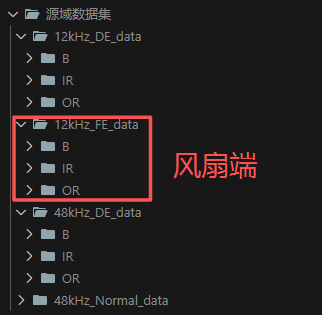 源域数据集
12kHz_DE_data
B
IR
OR
12kHz_FE_data
B
IR
OR
风扇端
48kHz_DE_data
B
IR
OR
48kHz_Normal_data